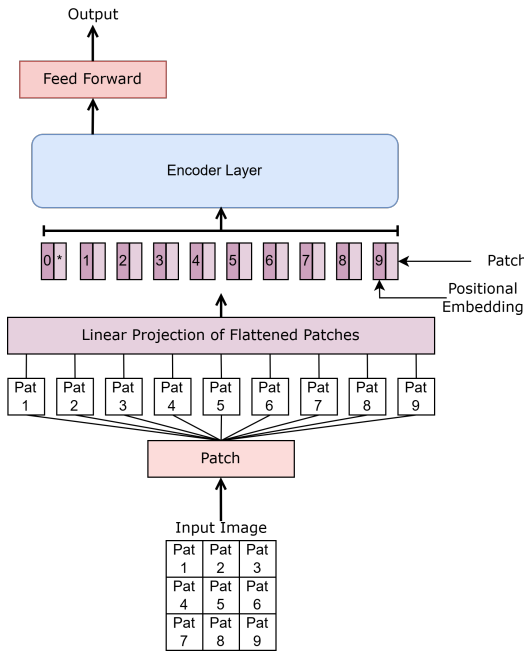 Output
Feed Forward
Encoder Layer
0 * 1 2 3 4 5 6 7 8 9
Patch
Positional
Embedding
Linear Projection of Flattened Patches
Pat 1
Pat 2
Pat 3
Pat 4
Pat 5
Pat 6
Pat 7
Pat 8
Pat 9
Patch
Input Image
Pat 1
Pat 2
Pat 3
Pat 4
Pat 5
Pat 6
Pat 7
Pat 8
Pat 9